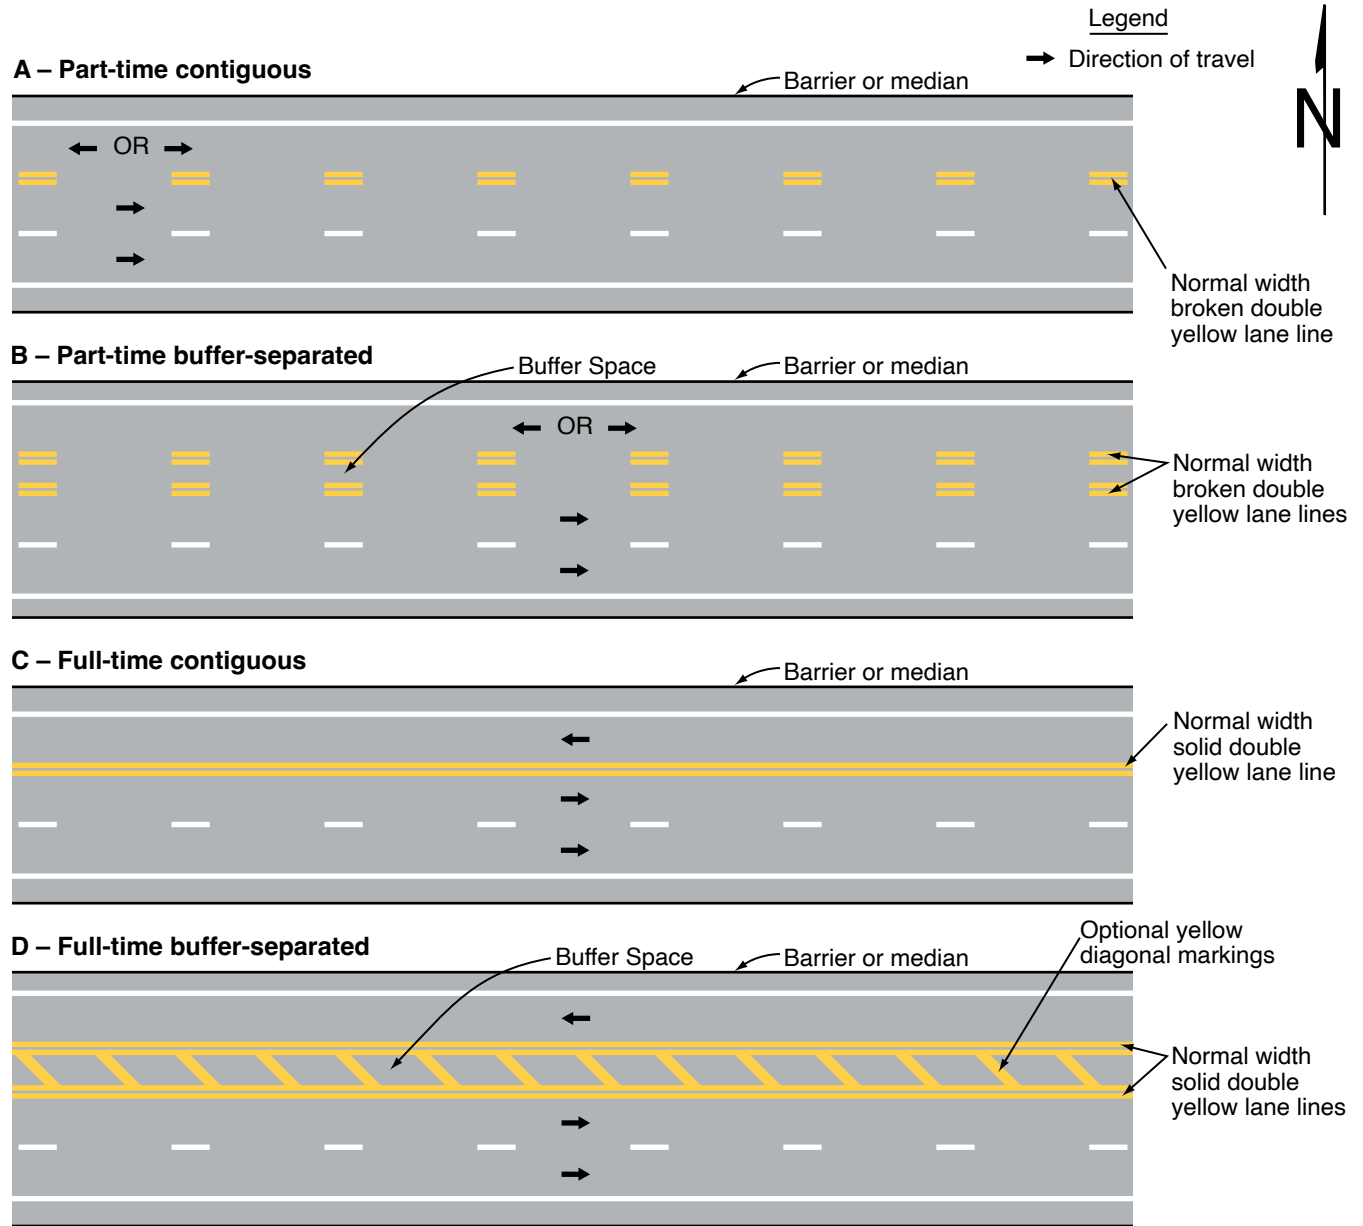 Legend
Direction of travel
N
A – Part-time contiguous
Barrier or median
OR
Normal width
broken double
yellow lane line
B – Part-time buffer-separated
Buffer Space
Barrier or median
OR
Normal width
broken double
yellow lane lines
C – Full-time contiguous
Barrier or median
Normal width
solid double
yellow lane line
D – Full-time buffer-separated
Buffer Space
Barrier or median
Optional yellow
diagonal markings
Normal width
solid double
yellow lane lines